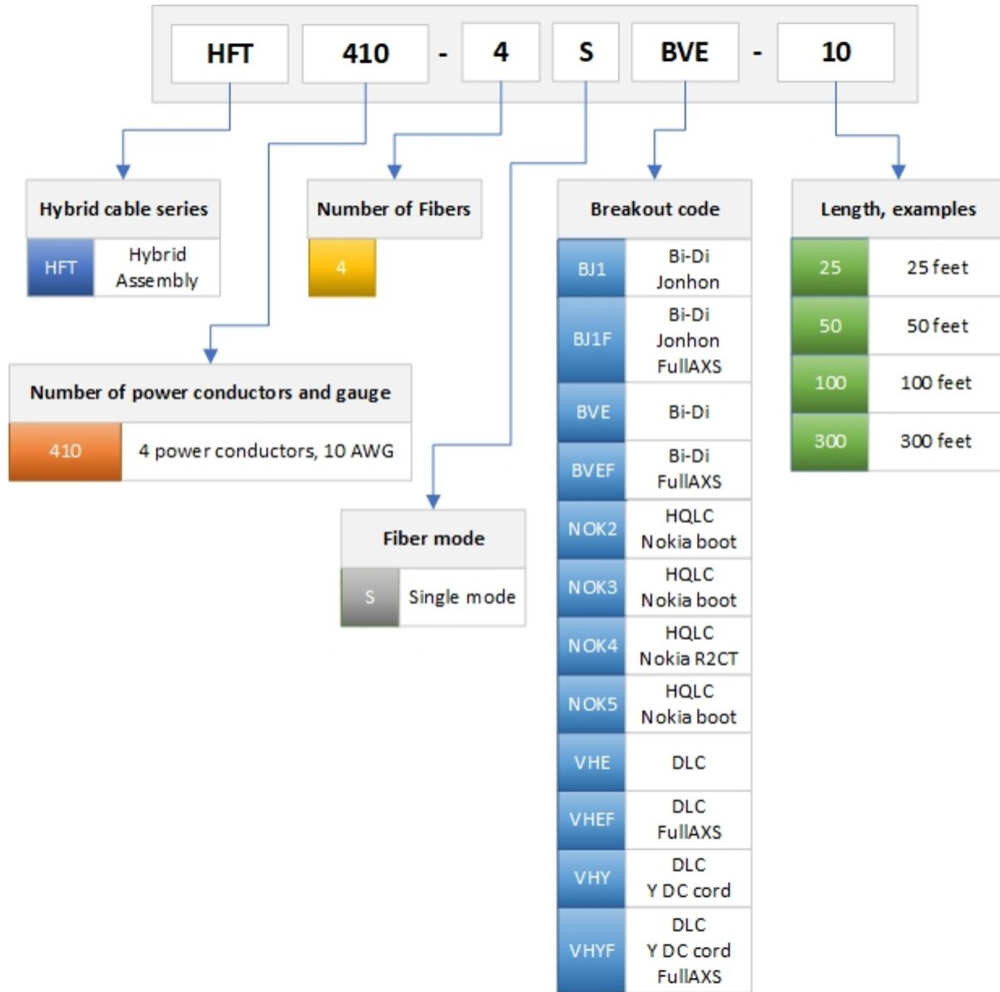 HFT 410 - 4 S BVE - 10
Hybrid cable series
HFT Hybrid
Assembly
Number of Fibers
4
Number of power conductors and gauge
410 4 power conductors, 10 AWG
Fiber mode
S Single mode
Breakout code
BJ1 Bi-Di
Jonhon
BJ1F Bi-Di
Jonhon
FullAXS
BVE Bi-Di
BVEF Bi-Di
FullAXS
NOK2 HQLC
Nokia boot
NOK3 HQLC
Nokia boot
NOK4 HQLC
Nokia R2CT
NOK5 HQLC
Nokia boot
VHE DLC
VHEF DLC
FullAXS
VHY DLC
Y DC cord
VHYF DLC
Y DC cord
FullAXS
Length, examples
25 25 feet
50 50 feet
100 100 feet
300 300 feet